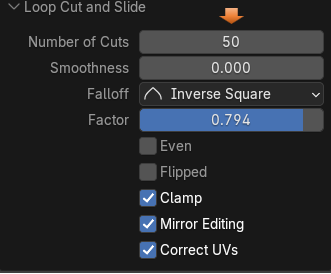 Loop Cut and Slide
Number of Cuts 50
Smoothness 0.000
Falloff Inverse Square
Factor 0.794
Even
Flipped
Clamp
Mirror Editing
Correct UVs